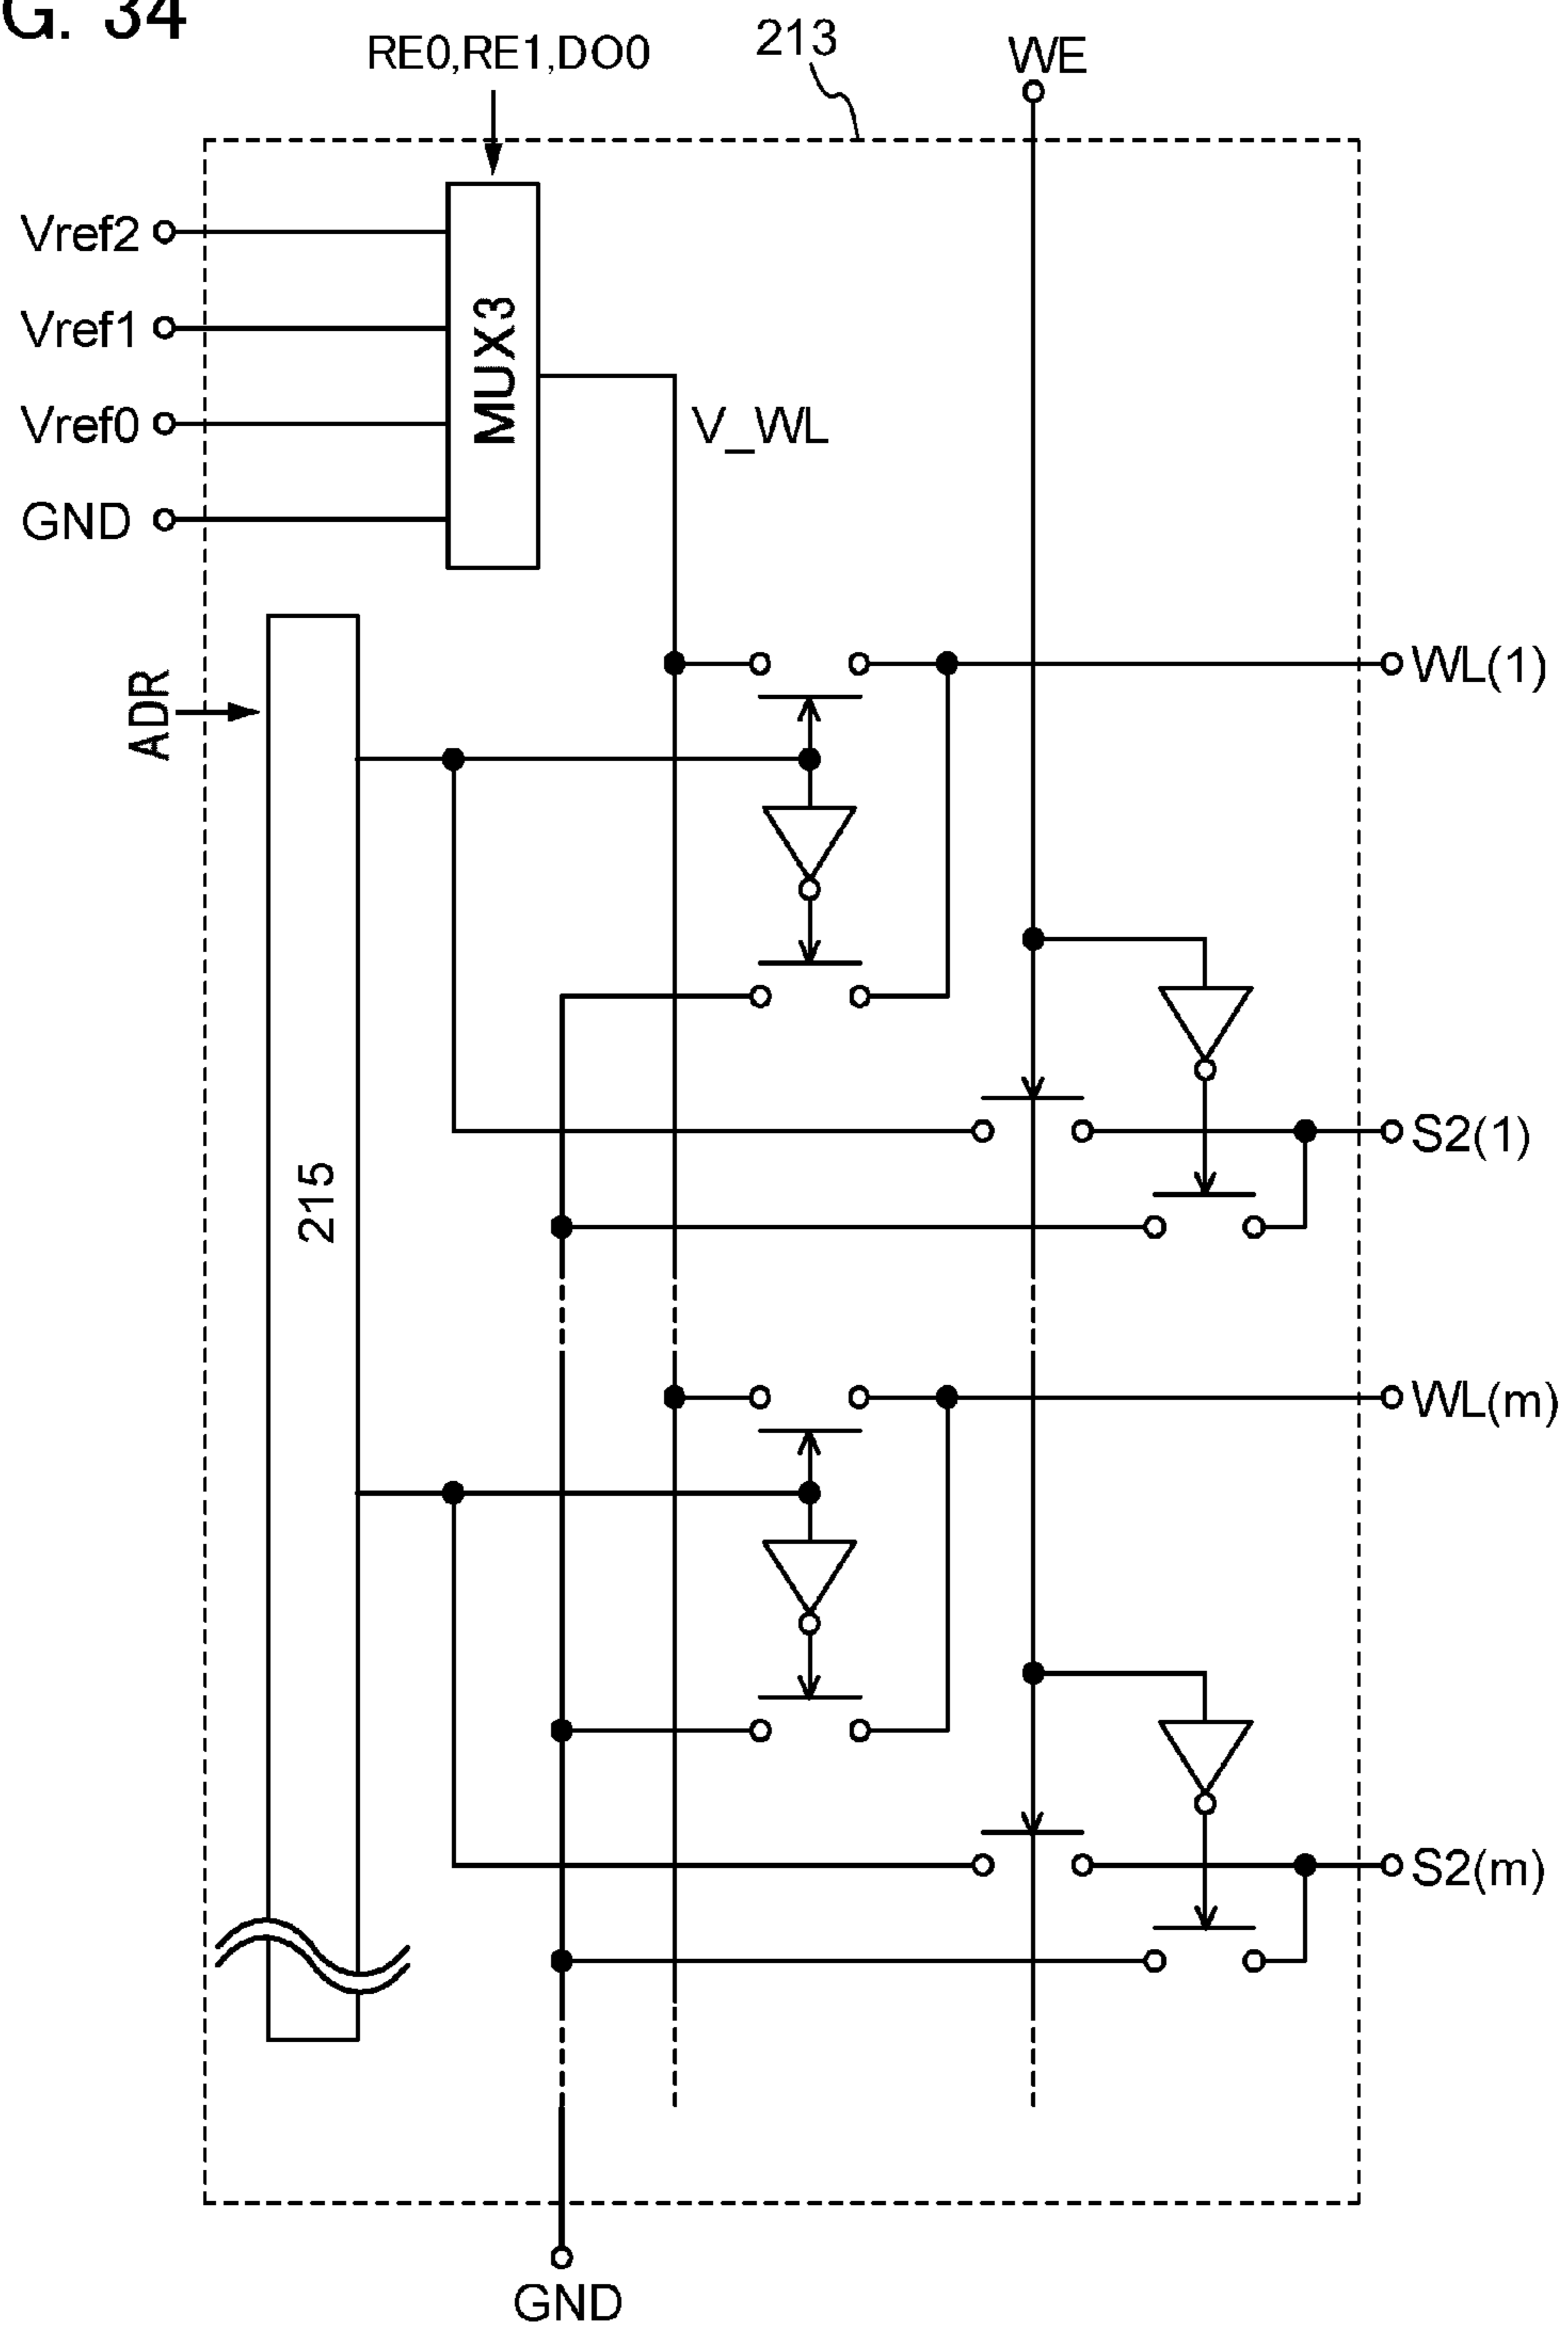 G. 34
RE0,RE1,DO0
213
WE
Vref2
Vref1
Vref0
GND
MUX3
V_WL
ADR
215
WL(1)
S2(1)
WL(m)
S2(m)
GND